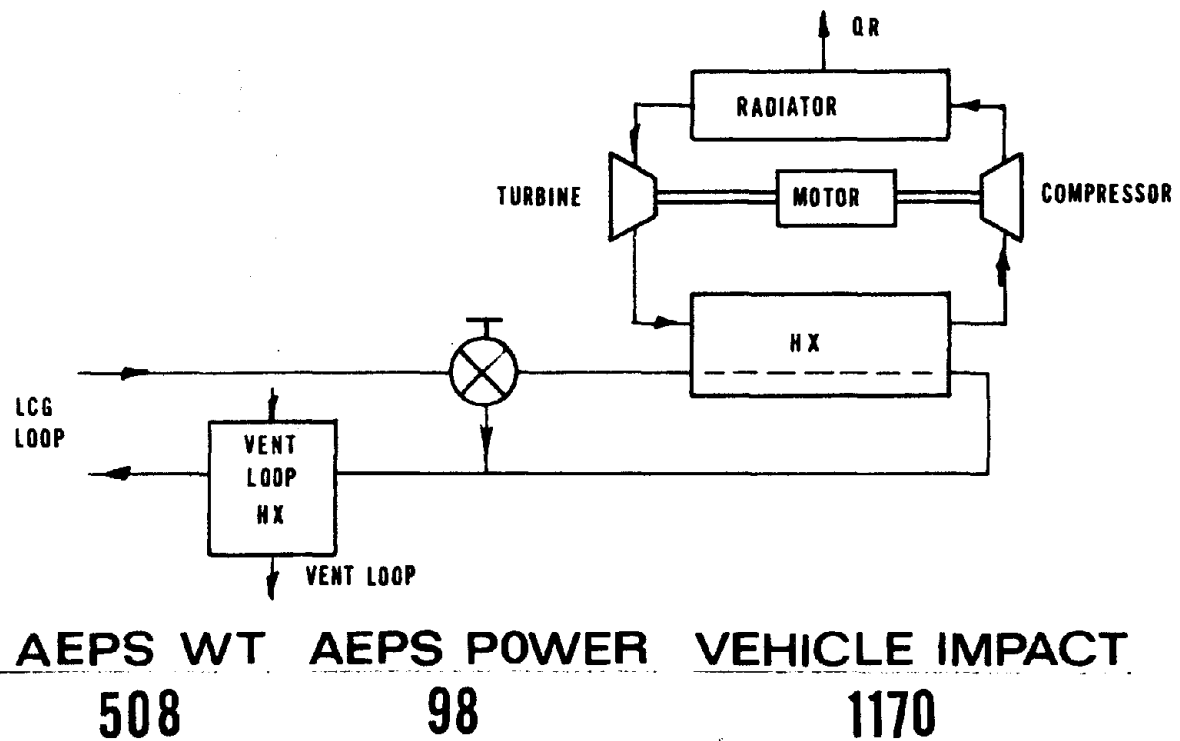 QR
RADIATOR
TURBINE
MOTOR
COMPRESSOR
HX
LCG
LOOP
VENT
LOOP
HX
VENT LOOP
AEPS WT AEPS POWER VEHICLE IMPACT
508 98 1170